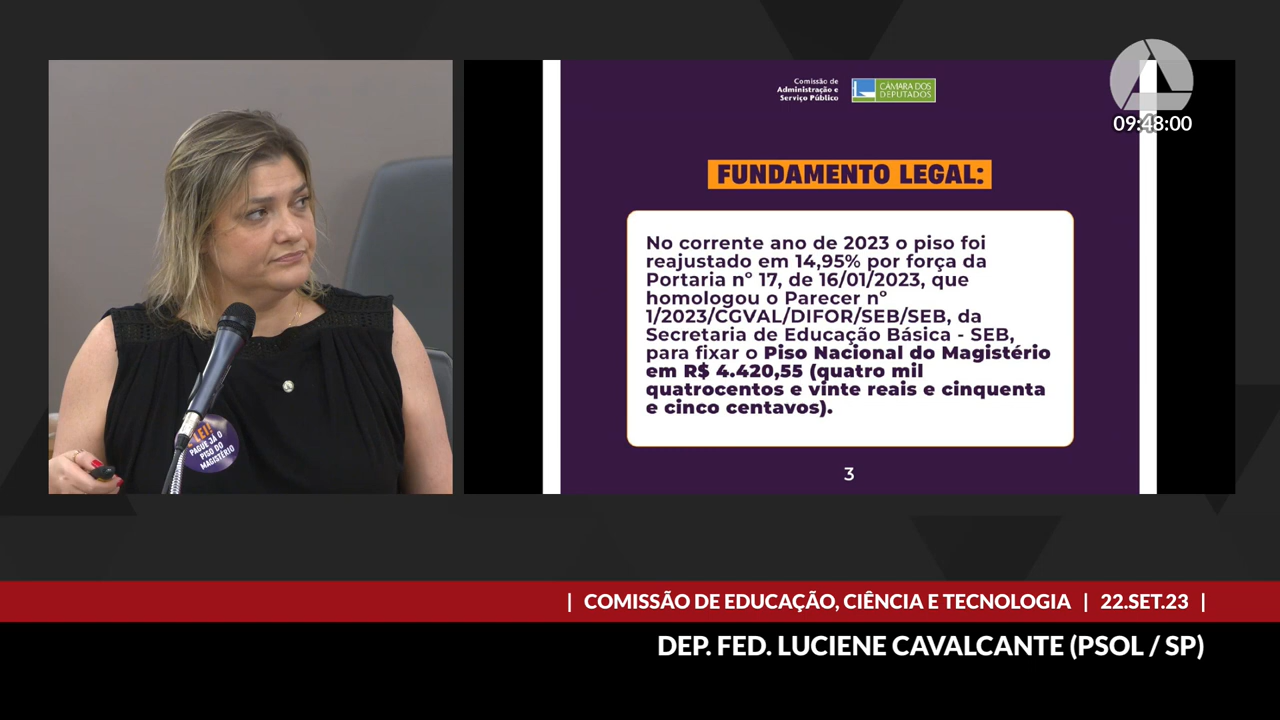 Comissão de
Administração e
Serviço Público
CÂMARA DOS
DEPUTADOS
09:48:00
FUNDAMENTO LEGAL:
No corrente ano de 2023 o piso foi
reajustado em 14,95% por força da
Portaria nº 17, de 16/01/2023, que
homologou o Parecer nº
1/2023/CGVAL/DIFOR/SEB/SEB, da
Secretaria de Educação Básica - SEB,
para fixar o Piso Nacional do Magistério
em R$ 4.420,55 (quatro mil
quatrocentos e vinte reais e cinquenta
e cinco centavos).
3
LEI!
PAGUE JÁ O
PISO DO
MAGISTÉRIO
| COMISSÃO DE EDUCAÇÃO, CIÊNCIA E TECNOLOGIA | 22.SET.23 |
DEP. FED. LUCIENE CAVALCANTE (PSOL / SP)